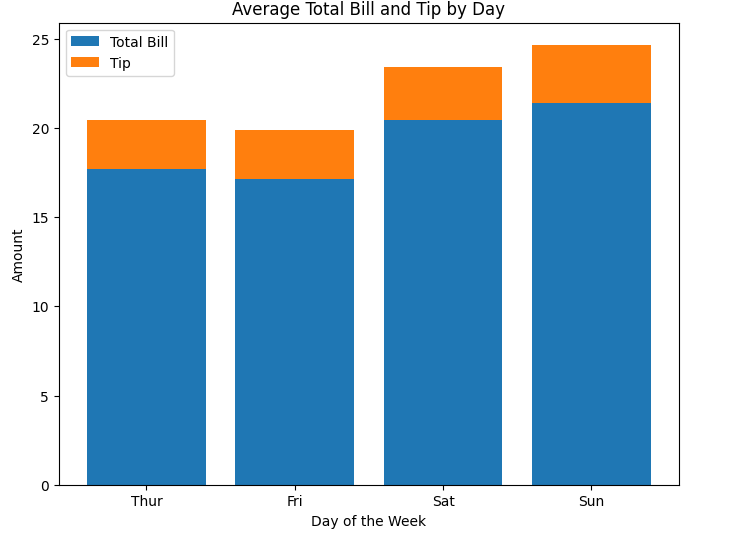 Average Total Bill and Tip by Day
Total Bill
Tip
25
20
15
10
5
0
Amount
Thur Fri Sat Sun
Day of the Week